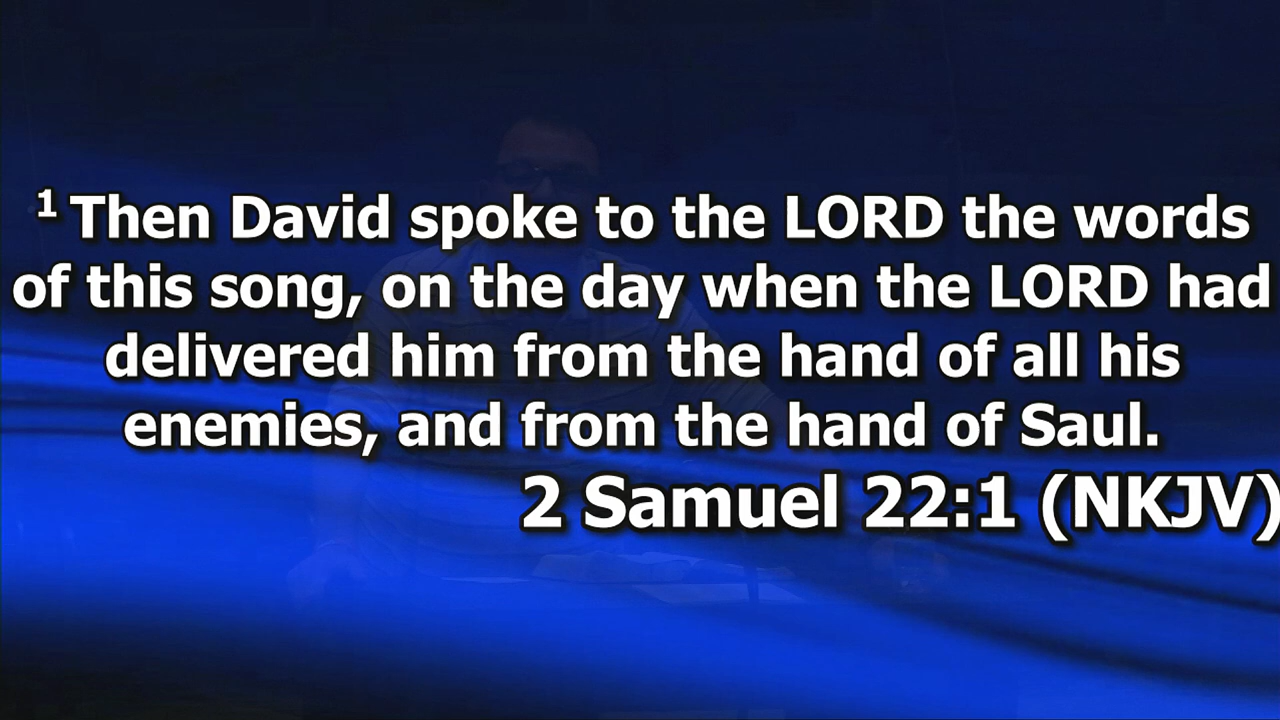 1 Then David spoke to the LORD the words
of this song, on the day when the LORD had
delivered him from the hand of all his
enemies, and from the hand of Saul.
2 Samuel 22:1 (NKJV)